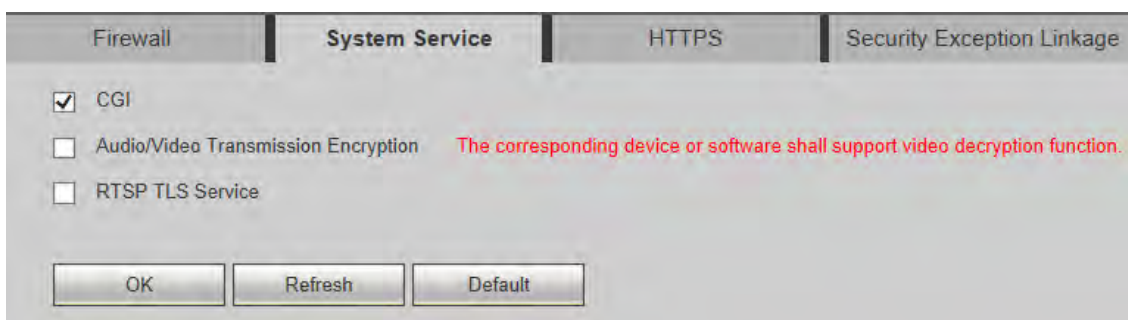 Firewall System Service HTTPS Security Exception Linkage
CGI
Audio/Video Transmission Encryption The corresponding device or software shall support video decryption function.
RTSP TLS Service
OK Refresh Default